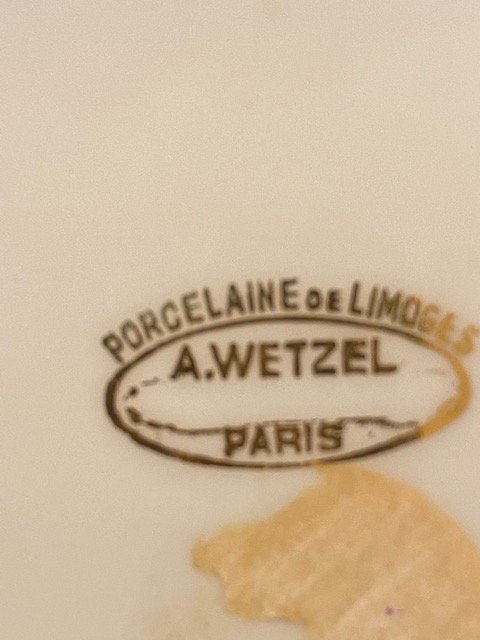 PORCELAINE DE LIMOGES
A.WETZEL
PARIS